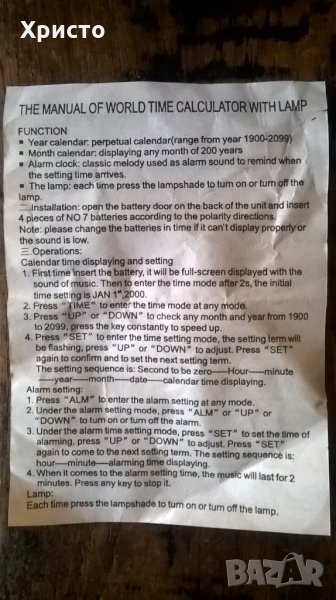 Христо
THE MANUAL OF WORLD TIME CALCULATOR WITH LAMP
FUNCTION
■ Year calendar: perpetual calendar(range from year 1900-2099)
■ Month calendar: displaying any month of 200 years
■ Alarm clock: classic melody used as alarm sound to remind when
the setting time arrives.
■ The lamp: each time press the lampshade to turn on or turn off the
lamp.
二.Installation: open the battery door on the back of the unit and insert
4 pieces of NO 7 batteries according to the polarity directions.
Note: please change the batteries in time if it can't display properly or
the sound is low.
三 Operations:
Calendar time displaying and setting
1. First time insert the battery, it will be full-screen displayed with the
sound of music. Then to enter the time mode after 2s, the initial
time setting is JAN 1st,2000.
2. Press "TIME" to enter the time mode at any mode.
3. Press "UP" or "DOWN" to check any month and year from 1900
to 2099, press the key constantly to speed up.
4. Press "SET" to enter the time setting mode, the setting term will
be flashing, press "UP" or "DOWN" to adjust. Press "SET"
again to confirm and to set the next setting term.
The setting sequence is: Second to be zero----Hour----minute
----year----month----date----calendar time displaying.
Alarm setting:
1. Press "ALM" to enter the alarm setting at any mode.
2. Under the alarm setting mode, press "ALM" or "UP" or
"DOWN" to turn on or turn off the alarm.
3. Under the alarm time setting mode, press "SET" to set the time of
alarming, press "UP" or "DOWN" to adjust. Press "SET"
again to come to the next setting term. The setting sequence is:
hour----minute----alarming time displaying.
4. When it comes to the alarm setting time, the music will last for 2
minutes. Press any key to stop it.
Lamp:
Each time press the lampshade to turn on or turn off the lamp.
BAZAR